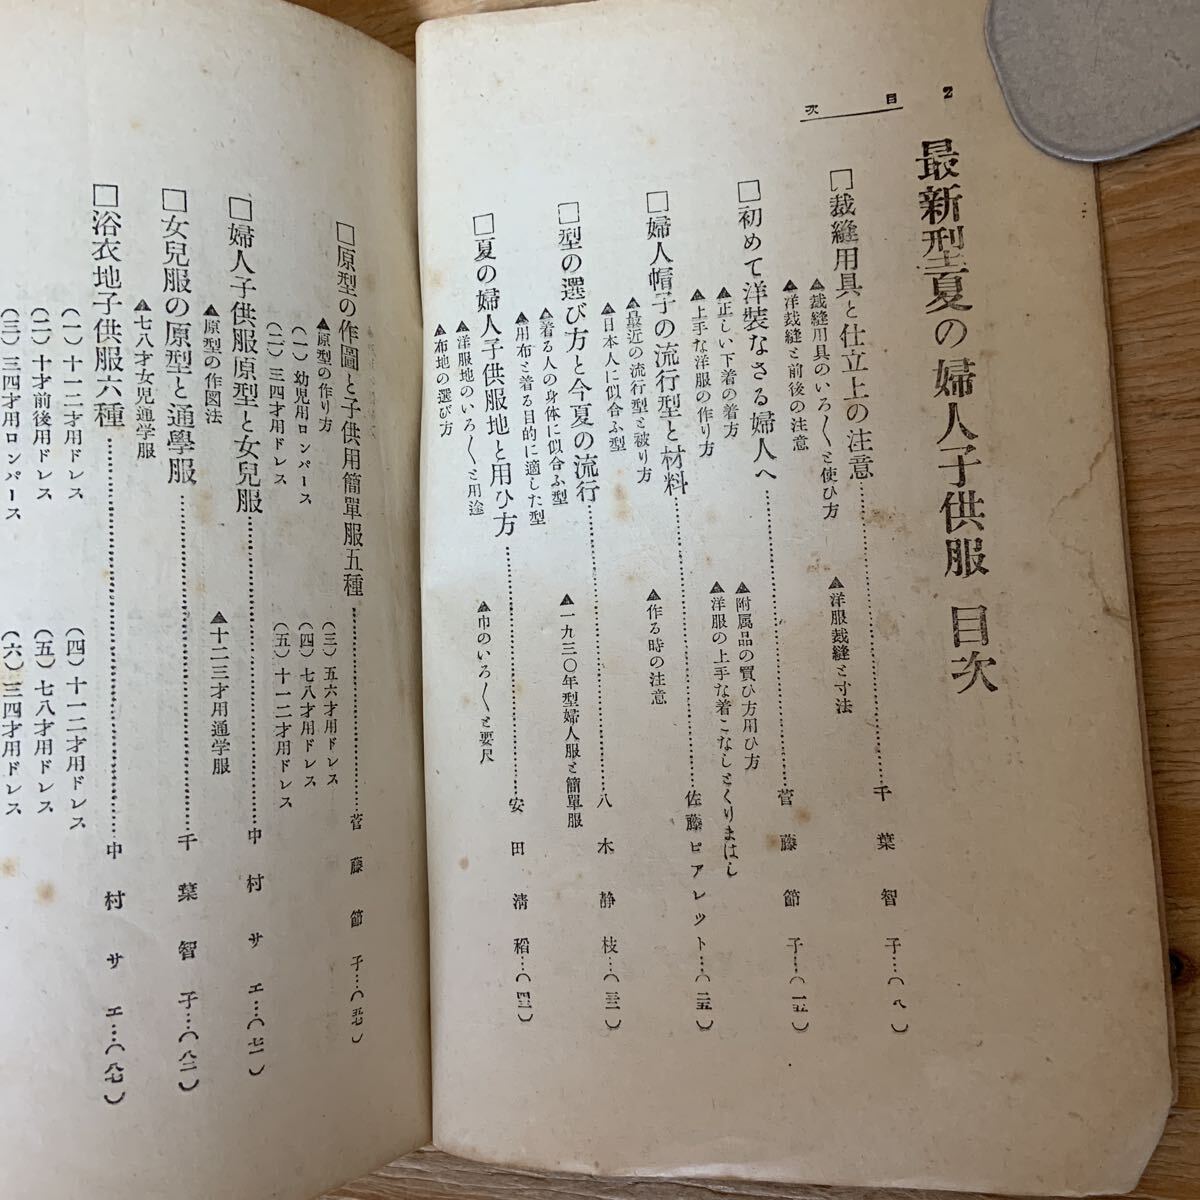 2　目次
最新型夏の婦人子供服 目次
□裁縫用具と仕立上の注意……千葉智子…(八)
▲裁縫用具のいろ〱と使ひ方　▲洋服裁縫と寸法
▲洋裁縫と前後の注意
□初めて洋装なさる婦人へ……菅藤節子…(一五)
▲正しい下着の着方　▲附属品の買ひ方用ひ方
▲上手な洋服の作り方　▲洋服の上手な着こなしとくりまはし
□婦人帽子の流行型と材料……佐藤ピアレット…(二五)
▲最近の流行型と被り方　▲作る時の注意
▲日本人に似合ふ型
□型の選び方と今夏の流行……八木静枝…(三三)
▲着る人の身体に似合ふ型　▲一九三〇年型婦人服と簡單服
▲用布と着る目的に適した型
□夏の婦人子供服地と用ひ方……安田清稲…(四三)
▲洋服地のいろ〱と用途　▲巾のいろ〱と要尺
▲布地の選び方
□原型の作圖と子供用簡單服五種……菅藤節子…(五七)
▲原型の作り方　(三)五六才用ドレス
(一)幼児用ロンパース　(四)七八才用ドレス
(二)三四才用ドレス　(五)十一二才用ドレス
□婦人子供服原型と女兒服……中村サエ…(七一)
▲原型の作図法　▲十二三才用通学服
▲七八才女児通学服
□女兒服の原型と通學服……千葉智子…(八二)
□浴衣地子供服六種……中村サエ…(八七)
(一)十一二才用ドレス　(四)十一二才用ドレス
(二)十才前後用ドレス　(五)七八才用ドレス
(三)三四才用ロンパース　(六)三四才用ドレス